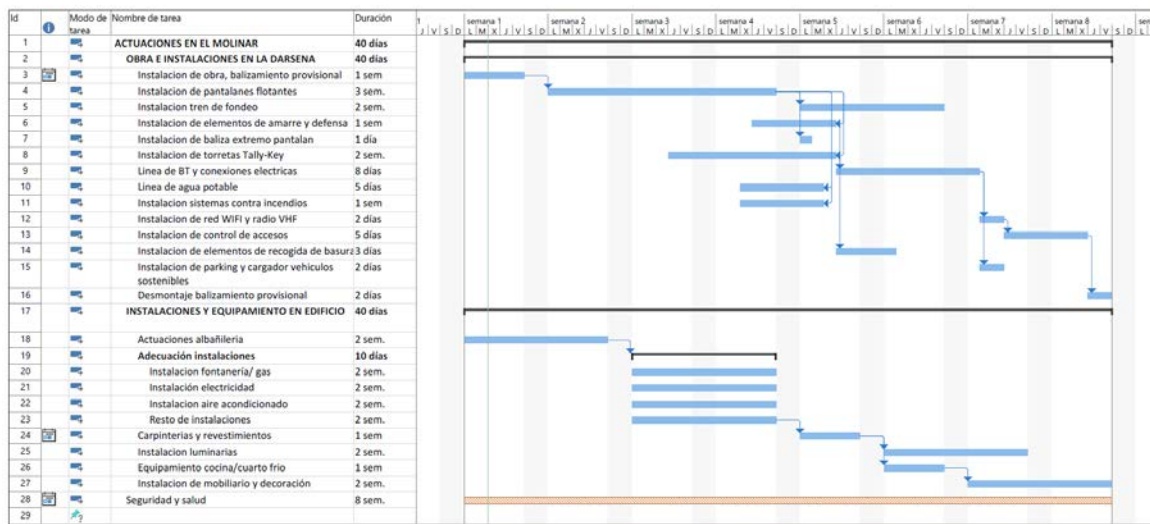 Id Modo de tarea Nombre de tarea Duración
semana 1 semana 2 semana 3 semana 4 semana 5 semana 6 semana 7 semana 8 sem
J V S D L M X J V S D L M X J V S D L M X J V S D L M X J V S D L M X J V S D L M X J V S D L M X J V S D L M X J V S D L M
1 ACTUACIONES EN EL MOLINAR 40 días
2 OBRA E INSTALACIONES EN LA DARSENA 40 días
3 Instalacion de obra, balizamiento provisional 1 sem
4 Instalacion de pantalanes flotantes 3 sem.
5 Instalacion tren de fondeo 2 sem.
6 Instalacion de elementos de amarre y defensa 1 sem
7 Instalacion de baliza extremo pantalan 1 día
8 Instalacion de torretas Tally-Key 2 sem.
9 Linea de BT y conexiones electricas 8 días
10 Linea de agua potable 5 días
11 Instalacion sistemas contra incendios 1 sem
12 Instalacion de red WIFI y radio VHF 2 días
13 Instalacion de control de accesos 5 días
14 Instalacion de elementos de recogida de basura 3 días
15 Instalacion de parking y cargador vehiculos 2 días
sostenibles
16 Desmontaje balizamiento provisional 2 días
17 INSTALACIONES Y EQUIPAMIENTO EN EDIFICIO 40 días
18 Actuaciones albañileria 2 sem.
19 Adecuación instalaciones 10 días
20 Instalacion fontanería/ gas 2 sem.
21 Instalación electricidad 2 sem.
22 Instalacion aire acondicionado 2 sem.
23 Resto de instalaciones 2 sem.
24 Carpinterias y revestimientos 1 sem
25 Instalacion luminarias 2 sem.
26 Equipamiento cocina/cuarto frio 1 sem
27 Instalacion de mobiliario y decoración 2 sem.
28 Seguridad y salud 8 sem.
29